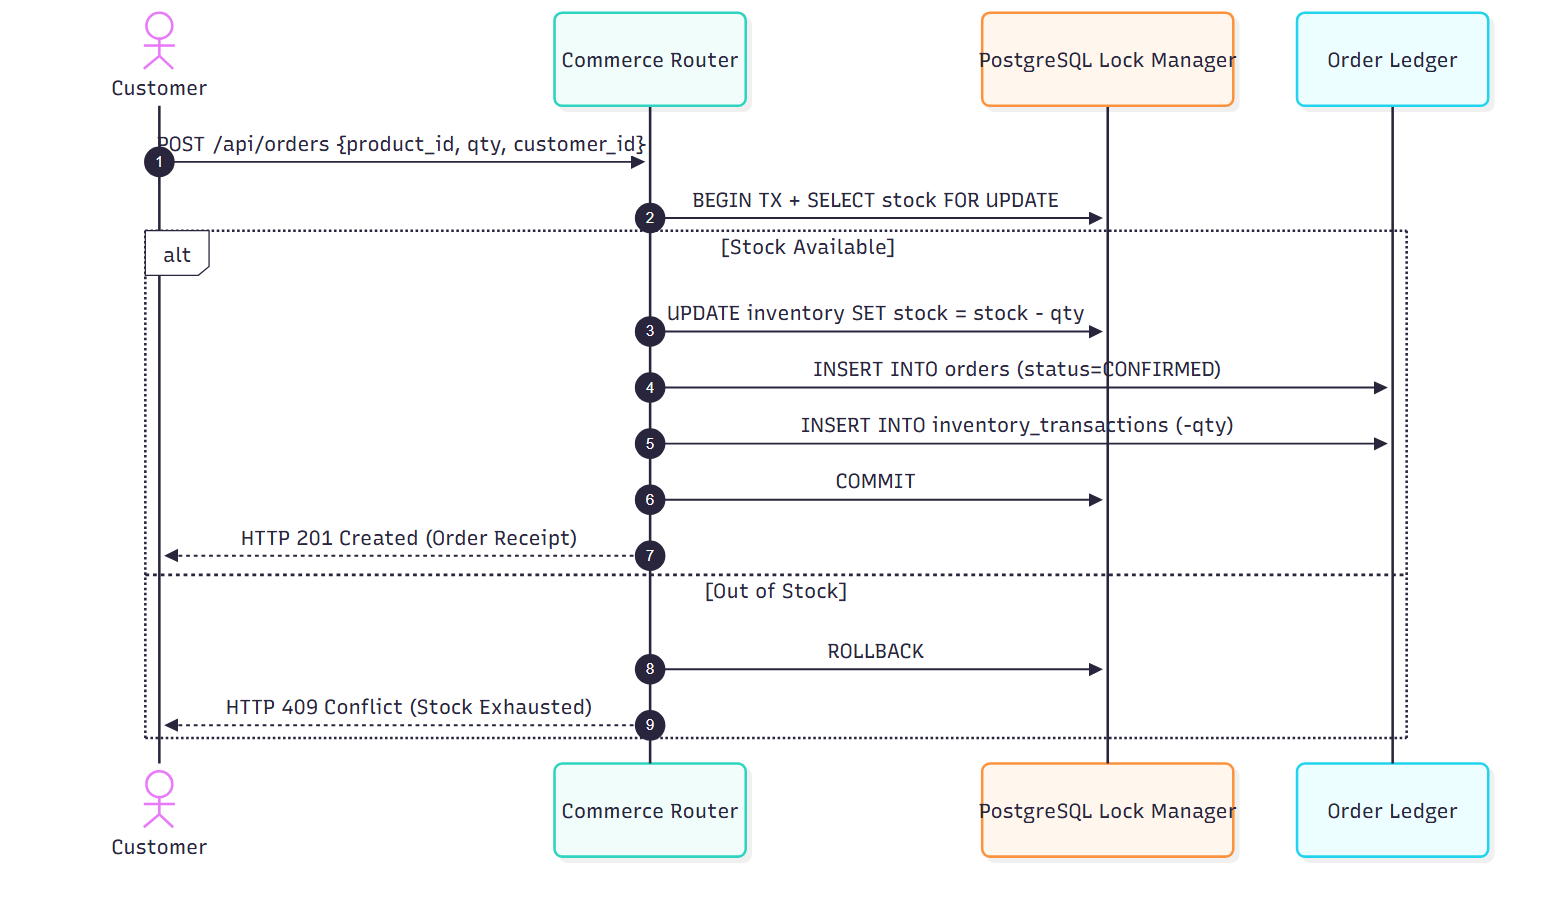 Customer
Commerce Router
PostgreSQL Lock Manager
Order Ledger
POST /api/orders {product_id, qty, customer_id}
1
BEGIN TX + SELECT stock FOR UPDATE
2
alt
[Stock Available]
UPDATE inventory SET stock = stock - qty
3
INSERT INTO orders (status=CONFIRMED)
4
INSERT INTO inventory_transactions (-qty)
5
COMMIT
6
HTTP 201 Created (Order Receipt)
7
[Out of Stock]
ROLLBACK
8
HTTP 409 Conflict (Stock Exhausted)
9
Customer
Commerce Router
PostgreSQL Lock Manager
Order Ledger